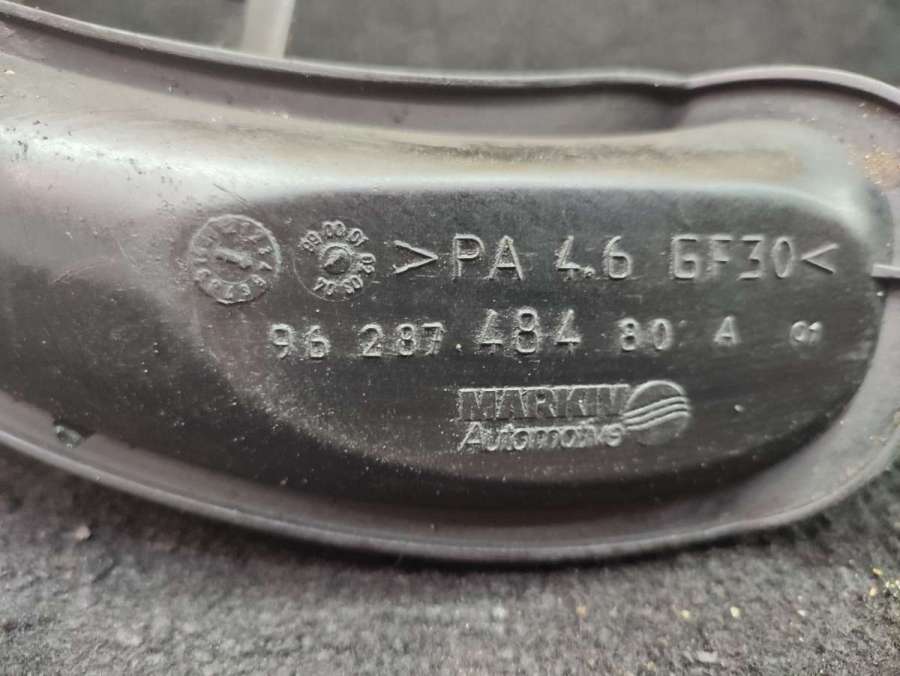 >PA 4.6 GF30<
96 287 484 80 A 01
MARKIV
Automotive